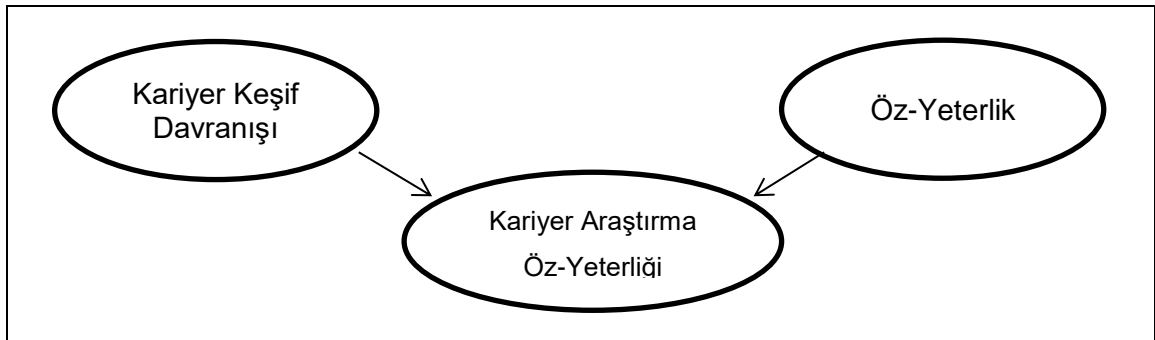 Kariyer Keşif
Davranışı
Öz-Yeterlik
Kariyer Araştırma
Öz-Yeterliği